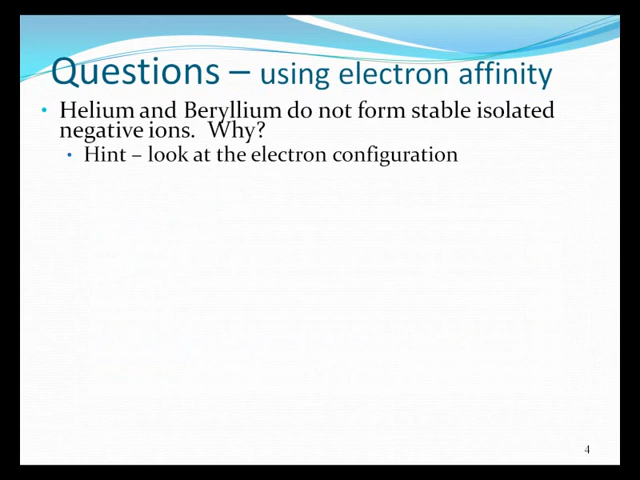 Questions – using electron affinity
• Helium and Beryllium do not form stable isolated
negative ions.  Why?
• Hint – look at the electron configuration
4